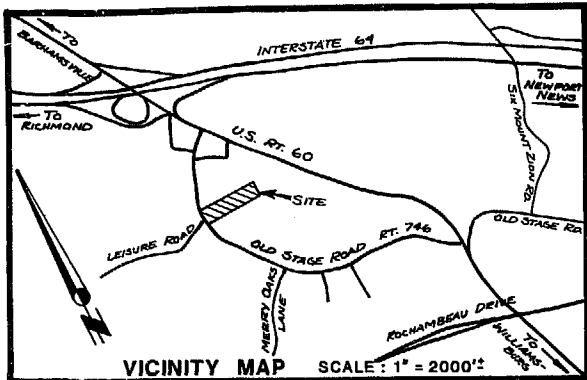 TO
BARHAMSVILLE
INTERSTATE 64
TO
NEWPORT
NEWS
TO
RICHMOND
SIX MOUNT ZION RD.
U.S. RT. 60
SITE
OLD STAGE RD.
LEISURE ROAD
OLD STAGE ROAD RT. 746
MERRY OAKS
LANE
ROCHAMBEAU DRIVE
TO
WILLIAMS-
BURG
N
VICINITY MAP SCALE : 1" = 2000'±